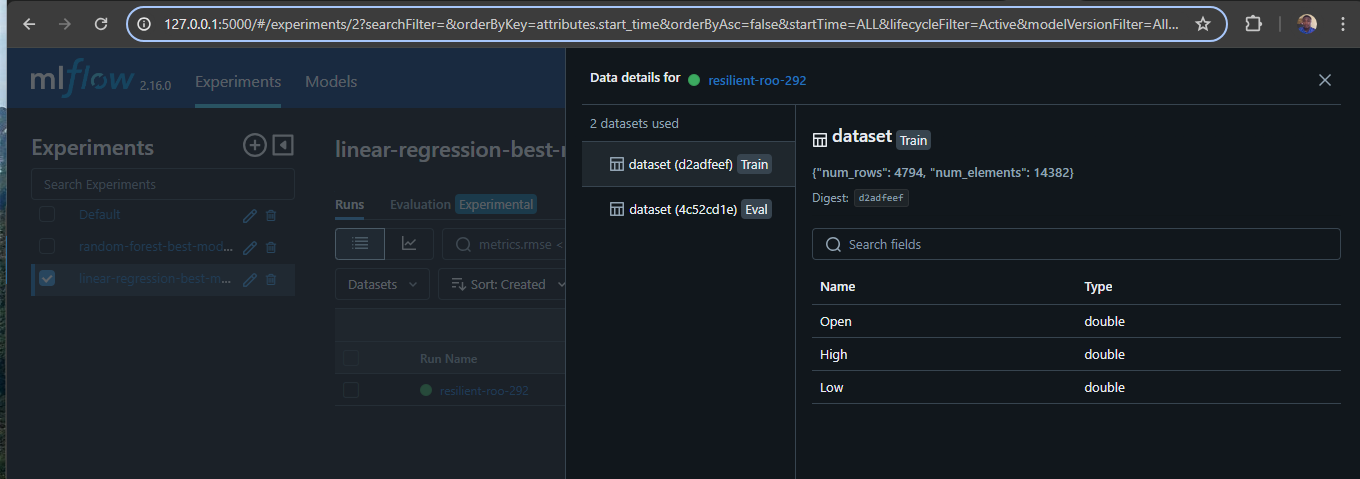 127.0.0.1:5000/#/experiments/2?searchFilter=&orderByKey=attributes.start_time&orderByAsc=false&startTime=ALL&lifecycleFilter=Active&modelVersionFilter=All...
mlflow 2.16.0 Experiments Models
Experiments
Search Experiments
Default
random-forest-best-mod...
linear-regression-best-m...
linear-regression-best-
Runs Evaluation Experimental
metrics.rmse <
Datasets Sort: Created
Run Name
resilient-roo-292
Data details for resilient-roo-292
2 datasets used
dataset (d2adfeef) Train
dataset (4c52cd1e) Eval
dataset Train
{"num_rows": 4794, "num_elements": 14382}
Digest: d2adfeef
Search fields
Name Type
Open double
High double
Low double